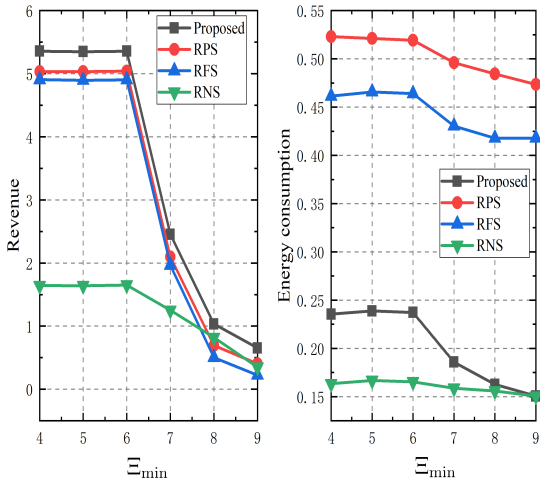 6
5
4
3
2
1
0
Revenue
4 5 6 7 8 9
Ξmin
Proposed
RPS
RFS
RNS
0.55
0.50
0.45
0.40
0.35
0.30
0.25
0.20
0.15
Energy consumption
4 5 6 7 8 9
Ξmin
Proposed
RPS
RFS
RNS